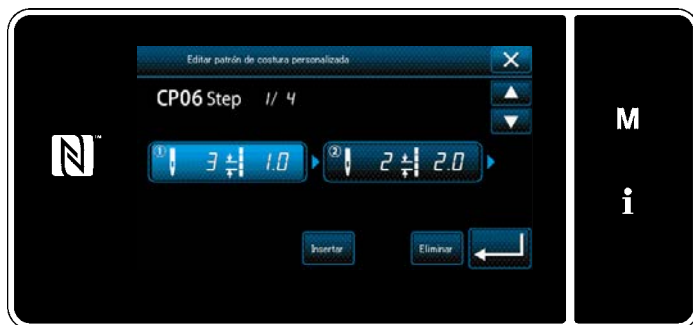 Editar patrón de costura personalizada
CP06 Step 1/ 4
① 3 1.0 ② 2 2.0
M
i
Insertar Eliminar